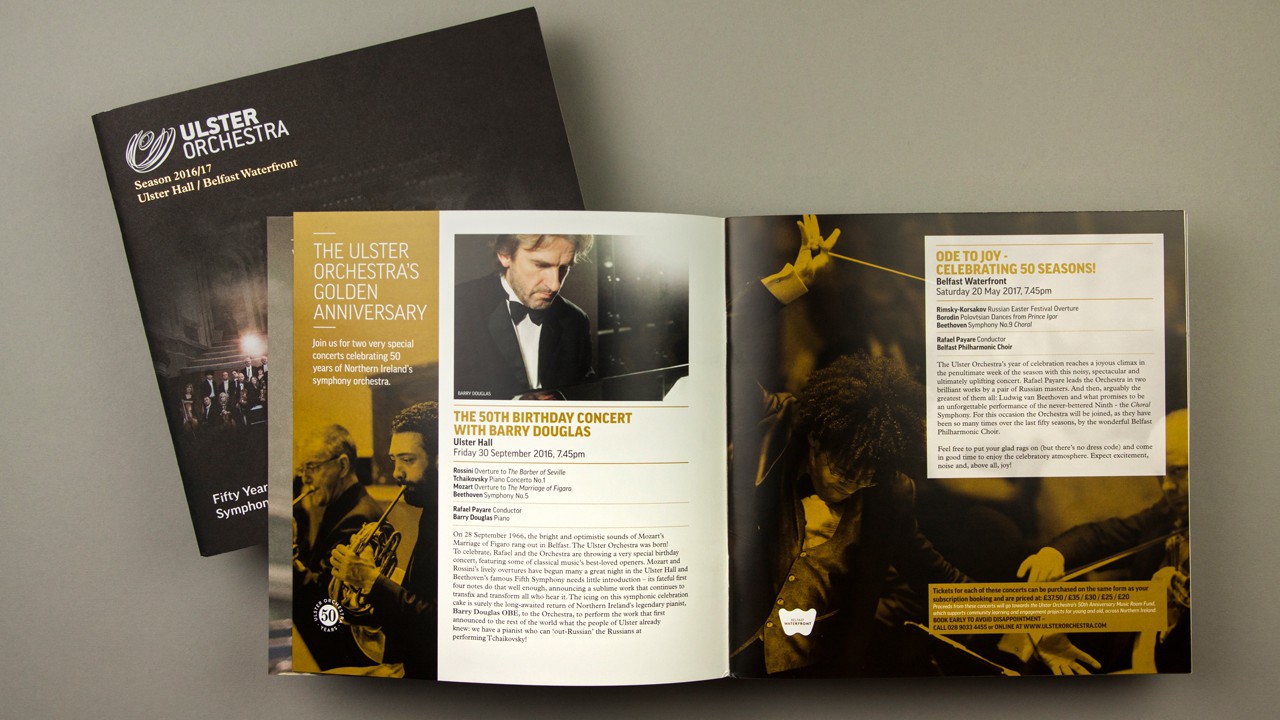 ULSTER
ORCHESTRA
Season 2016/17
Ulster Hall / Belfast Waterfront
Fifty Year
Symphon
THE ULSTER
ORCHESTRA'S
GOLDEN
ANNIVERSARY
Join us for two very special
concerts celebrating 50
years of Northern Ireland's
symphony orchestra.
ULSTER ORCHESTRA
50
YEARS
BARRY DOUGLAS
THE 50TH BIRTHDAY CONCERT
WITH BARRY DOUGLAS
Ulster Hall
Friday 30 September 2016, 7.45pm
Rossini Overture to The Barber of Seville
Tchaikovsky Piano Concerto No.1
Mozart Overture to The Marriage of Figaro
Beethoven Symphony No.5
Rafael Payare Conductor
Barry Douglas Piano
On 28 September 1966, the bright and optimistic sounds of Mozart's
Marriage of Figaro rang out in Belfast. The Ulster Orchestra was born!
To celebrate, Rafael and the Orchestra are throwing a very special birthday
concert, featuring some of classical music's best-loved openers. Mozart and
Rossini's lively overtures have begun many a great night in the Ulster Hall and
Beethoven's famous Fifth Symphony needs little introduction – its fateful first
four notes do that well enough, announcing a sublime work that continues to
transfix and transform all who hear it. The icing on this symphonic celebration
cake is surely the long-awaited return of Northern Ireland's legendary pianist,
Barry Douglas OBE, to the Orchestra, to perform the work that first
announced to the rest of the world what the people of Ulster already
knew: we have a pianist who can 'out-Russian' the Russians at
performing Tchaikovsky!
ODE TO JOY -
CELEBRATING 50 SEASONS!
Belfast Waterfront
Saturday 20 May 2017, 7.45pm
Rimsky-Korsakov Russian Easter Festival Overture
Borodin Polovtsian Dances from Prince Igor
Beethoven Symphony No.9 Choral
Rafael Payare Conductor
Belfast Philharmonic Choir
The Ulster Orchestra's year of celebration reaches a joyous climax in
the penultimate week of the season with this noisy, spectacular and
ultimately uplifting concert. Rafael Payare leads the Orchestra in two
brilliant works by a pair of Russian masters. And then, arguably the
greatest of them all: Ludwig van Beethoven and what promises to be
an unforgettable performance of the never-bettered Ninth - the Choral
Symphony. For this occasion the Orchestra will be joined, as they have
been so many times over the last fifty seasons, by the wonderful Belfast
Philharmonic Choir.
Feel free to put your glad rags on (but there's no dress code) and come
in good time to enjoy the celebratory atmosphere. Expect excitement,
noise and, above all, joy!
BELFAST
WATERFRONT
Tickets for each of these concerts can be purchased on the same form as your
subscription booking and are priced at: £37.50 / £35 / £30 / £25 / £20
Proceeds from these concerts will go towards the Ulster Orchestra's 50th Anniversary Music Room Fund,
which supports community learning and engagement projects for young and old, across Northern Ireland.
BOOK EARLY TO AVOID DISAPPOINTMENT -
CALL 028 9033 4455 or ONLINE AT WWW.ULSTERORCHESTRA.COM